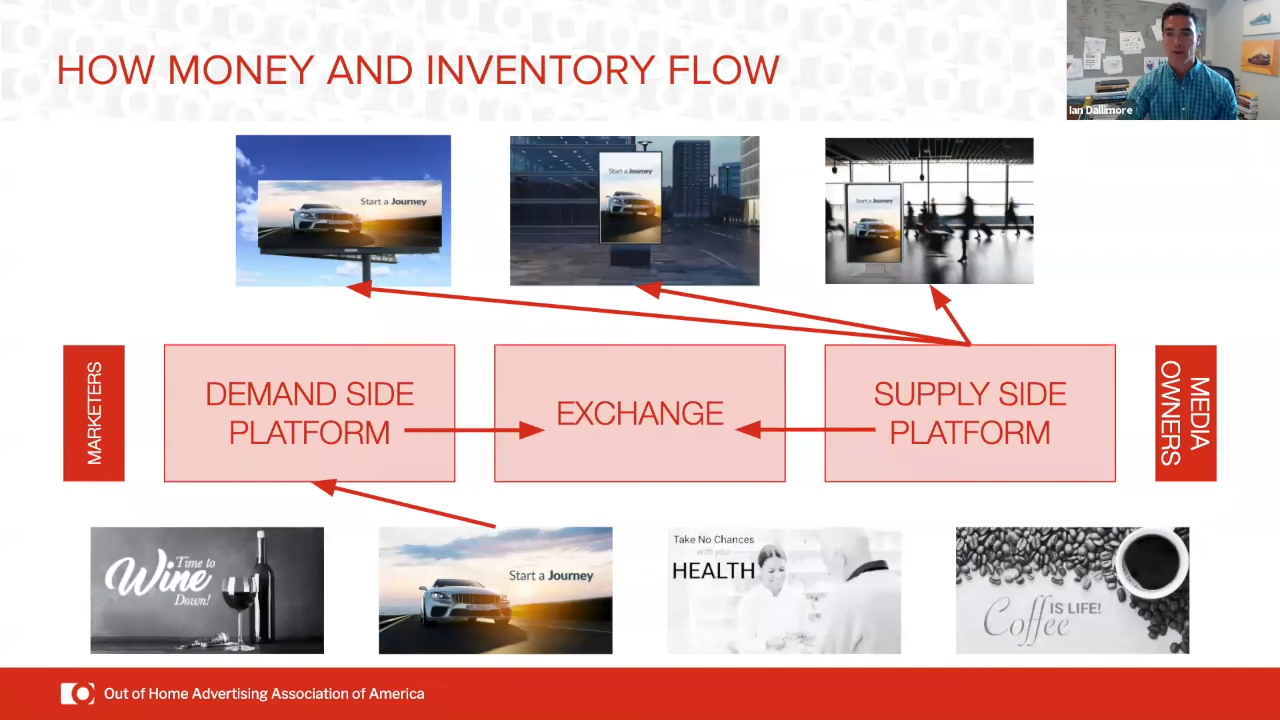 HOW MONEY AND INVENTORY FLOW
Ian Dallimore
Start a Journey
Start a Journey
Start a Journey
MARKETERS
DEMAND SIDE
PLATFORM
EXCHANGE
SUPPLY SIDE
PLATFORM
MEDIA
OWNERS
Time to
Wine
Down!
Start a Journey
Take No Chances
with your
HEALTH
IS LIFE!
Coffee
Out of Home Advertising Association of America